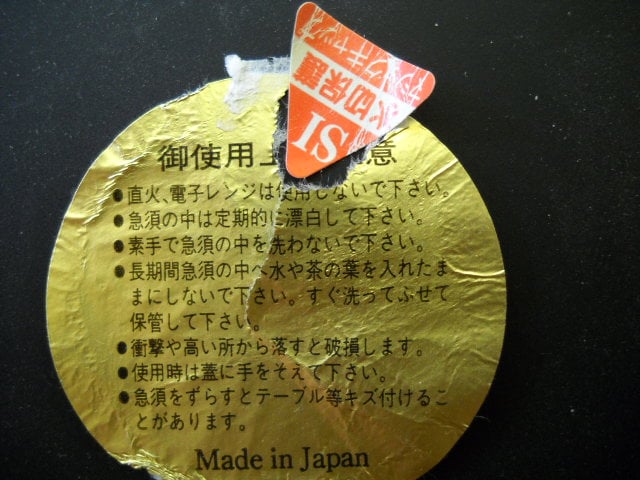 SI
水切保護
御使用上 意
●直火、電子レンジは使用しないで下さい。
●急須の中は定期的に漂白して下さい。
●素手で急須の中を洗わないで下さい。
●長期間急須の中へ水や茶の葉を入れたま
まにしないで下さい。すぐ洗ってふせて
保管して下さい。
●衝撃や高い所から落すと破損します。
●使用時は蓋に手をそえて下さい。
●急須をずらすとテーブル等キズ付けるこ
とがあります。
Made in Japan